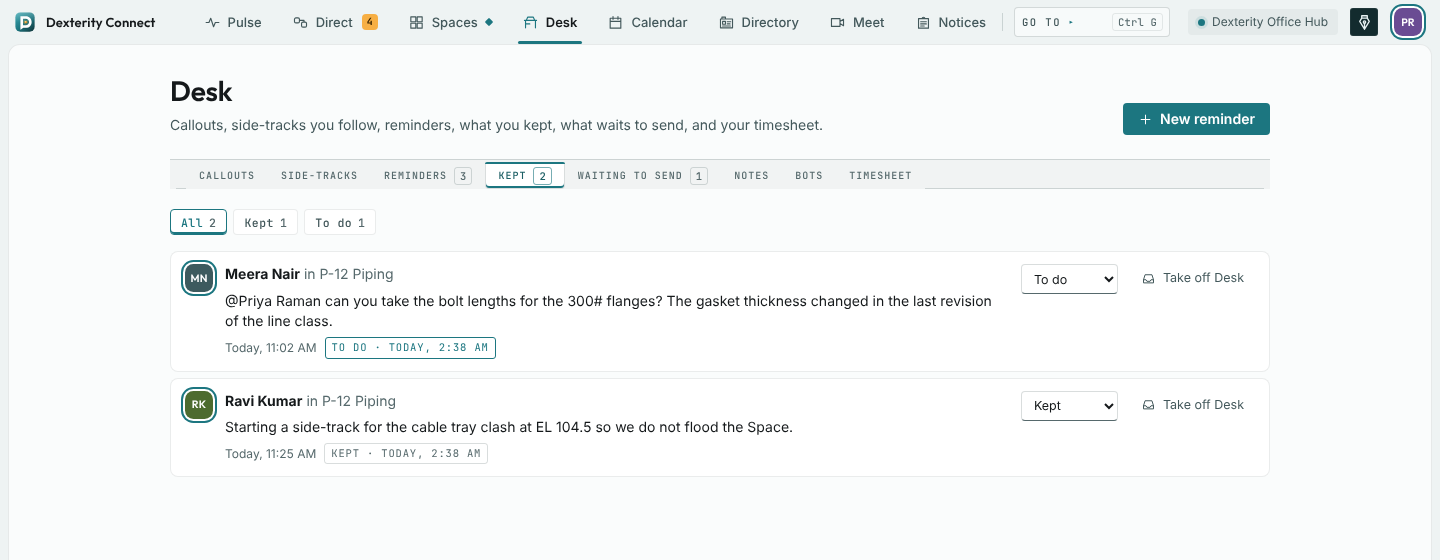 Dexterity Connect
Pulse
Direct 4
Spaces
Desk
Calendar
Directory
Meet
Notices
GO TO
Ctrl G
Dexterity Office Hub
PR
Desk
Callouts, side-tracks you follow, reminders, what you kept, what waits to send, and your timesheet.
New reminder
CALLOUTS
SIDE-TRACKS
REMINDERS 3
KEPT 2
WAITING TO SEND 1
NOTES
BOTS
TIMESHEET
All 2
Kept 1
To do 1
MN
Meera Nair in P-12 Piping
To do
Take off Desk
@Priya Raman can you take the bolt lengths for the 300# flanges? The gasket thickness changed in the last revision
of the line class.
Today, 11:02 AM
TO DO · TODAY, 2:38 AM
RK
Ravi Kumar in P-12 Piping
Kept
Take off Desk
Starting a side-track for the cable tray clash at EL 104.5 so we do not flood the Space.
Today, 11:25 AM
KEPT · TODAY, 2:38 AM